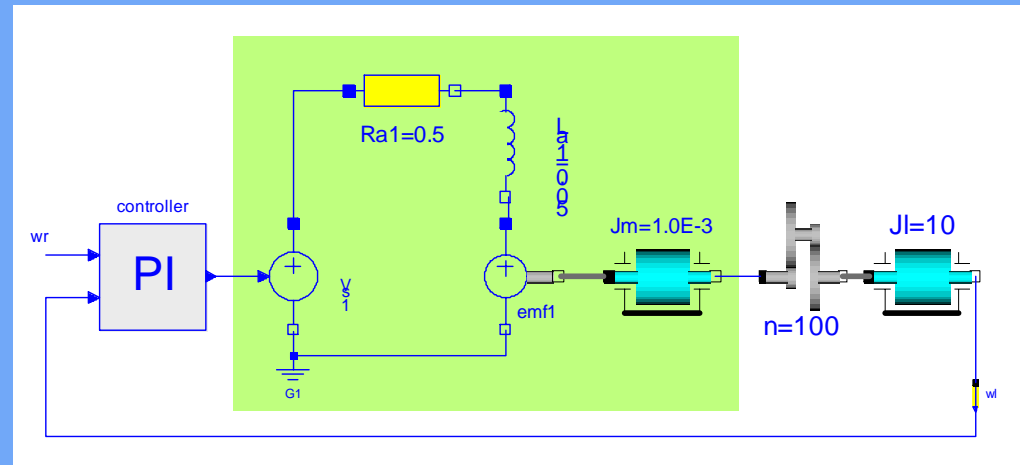 Ra1=0.5
La1=0.05
controller
wr
PI
Vs1
emf1
G1
Jm=1.0E-3
n=100
Jl=10
wl